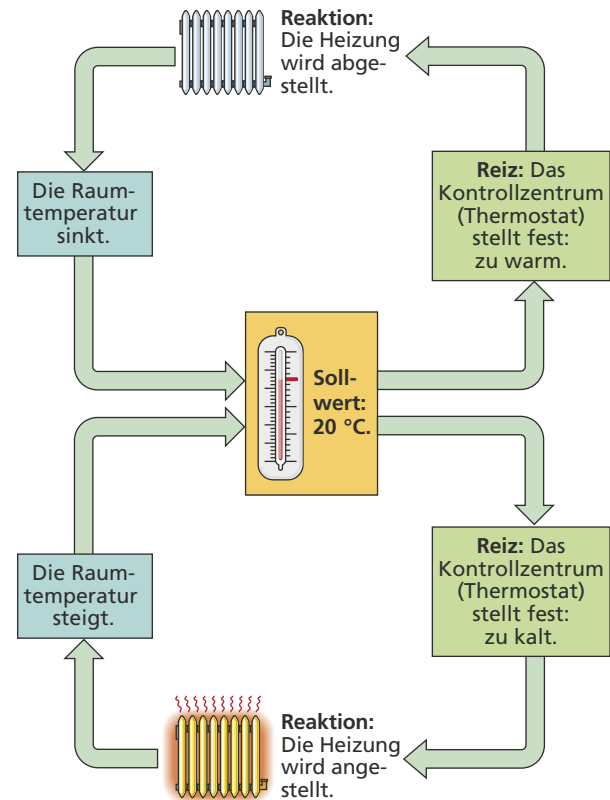 Reaktion:
Die Heizung
wird abge-
stellt.
Reiz: Das
Kontrollzentrum
(Thermostat)
stellt fest:
zu warm.
Die Raum-
temperatur
sinkt.
Soll-
wert:
20 °C.
Die Raum-
temperatur
steigt.
Reiz: Das
Kontrollzentrum
(Thermostat)
stellt fest:
zu kalt.
Reaktion:
Die Heizung
wird ange-
stellt.